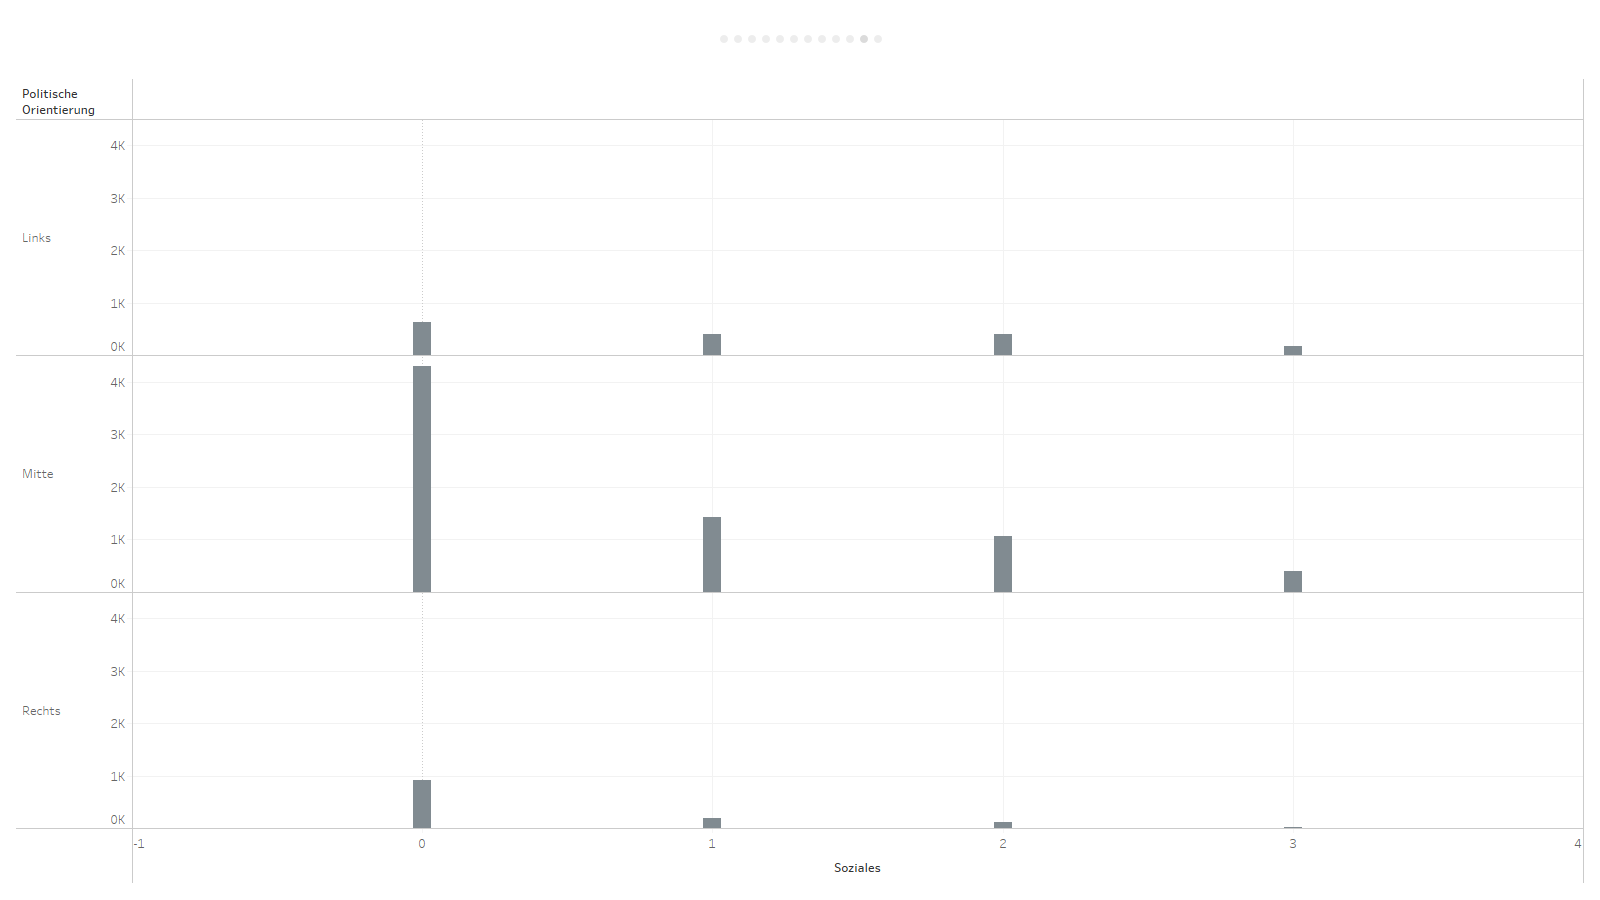 Politische
Orientierung
4K
3K
Links
2K
1K
0K
4K
3K
Mitte
2K
1K
0K
4K
3K
Rechts
2K
1K
0K
-1 0 1 2 3 4
Soziales